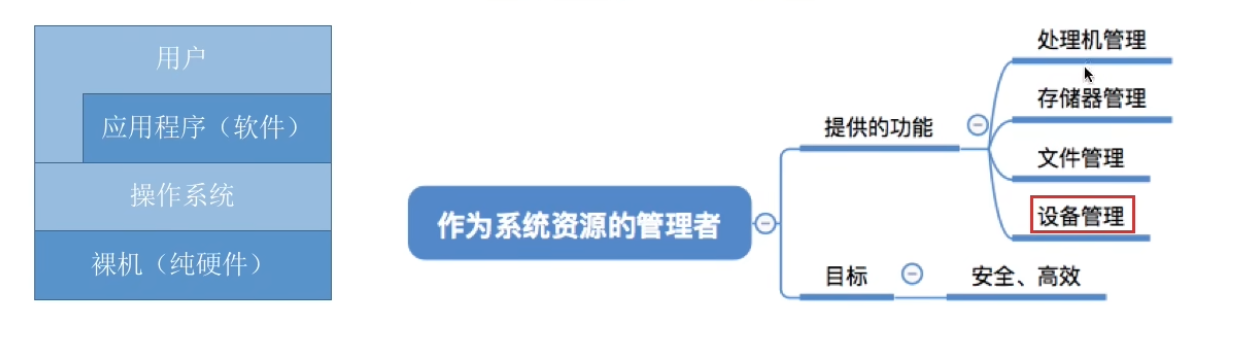 用户
应用程序（软件）
操作系统
裸机（纯硬件）
作为系统资源的管理者
提供的功能
处理机管理
存储器管理
文件管理
设备管理
目标
安全、高效